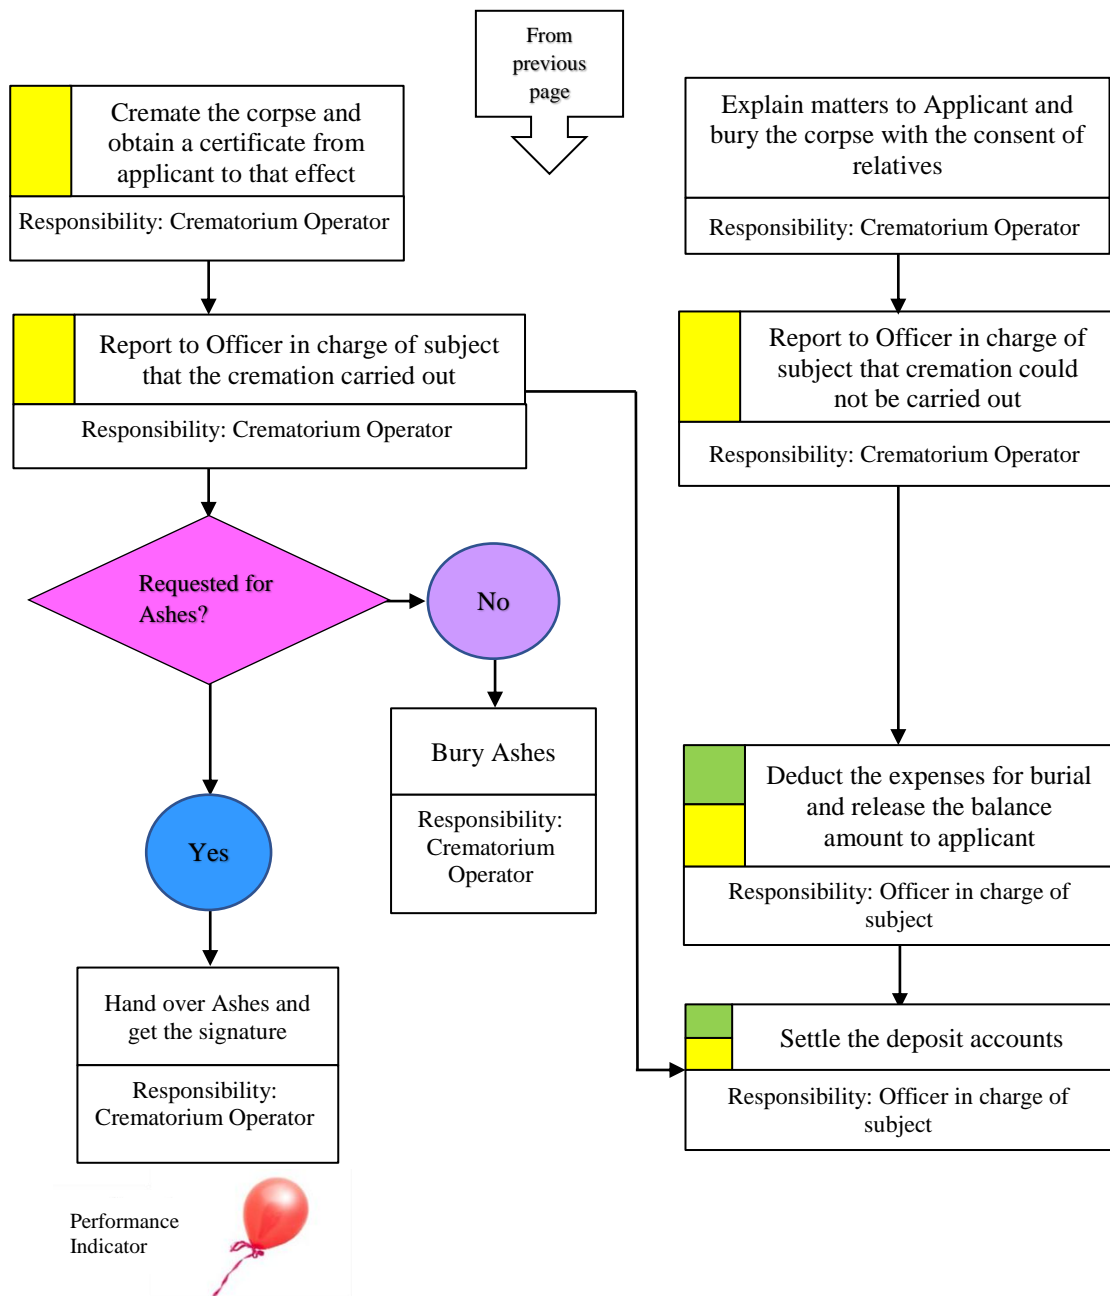 From
previous
page
Cremate the corpse and
obtain a certificate from
applicant to that effect
Responsibility: Crematorium Operator
Explain matters to Applicant and
bury the corpse with the consent of
relatives
Responsibility: Crematorium Operator
Report to Officer in charge of subject
that the cremation carried out
Responsibility: Crematorium Operator
Report to Officer in charge of
subject that cremation could
not be carried out
Responsibility: Crematorium Operator
Requested for
Ashes?
No
Bury Ashes
Responsibility:
Crematorium
Operator
Yes
Hand over Ashes and
get the signature
Responsibility:
Crematorium Operator
Deduct the expenses for burial
and release the balance
amount to applicant
Responsibility: Officer in charge of
subject
Settle the deposit accounts
Responsibility: Officer in charge of
subject
Performance
Indicator